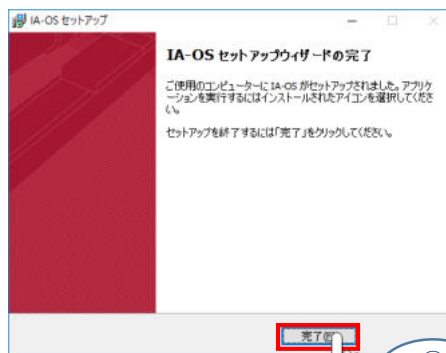 IA-OS セットアップ
IA-OS セットアップウィザードの完了
ご使用のコンピューターに IA-OS がセットアップされました。アプリケ
ーションを実行するにはインストールされたアイコンを選択してくださ
い。
セットアップを終了するには「完了」をクリックしてください。
完了(F)